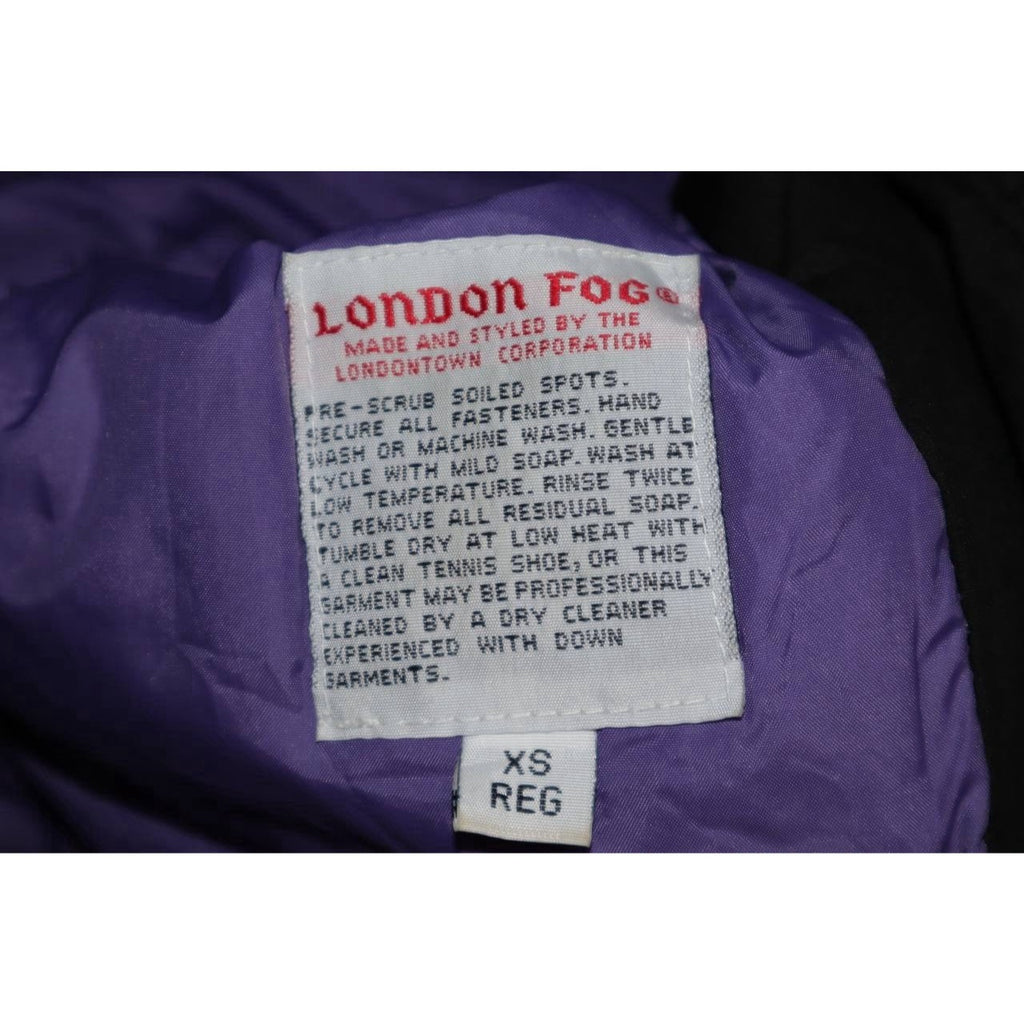 LONDON FOG®
MADE AND STYLED BY THE
LONDONTOWN CORPORATION
PRE-SCRUB SOILED SPOTS.
SECURE ALL FASTENERS. HAND
WASH OR MACHINE WASH. GENTLE
CYCLE WITH MILD SOAP. WASH AT
LOW TEMPERATURE. RINSE TWICE
TO REMOVE ALL RESIDUAL SOAP.
TUMBLE DRY AT LOW HEAT WITH
A CLEAN TENNIS SHOE, OR THIS
GARMENT MAY BE PROFESSIONALLY
CLEANED BY A DRY CLEANER
EXPERIENCED WITH DOWN
GARMENTS.
XS
REG